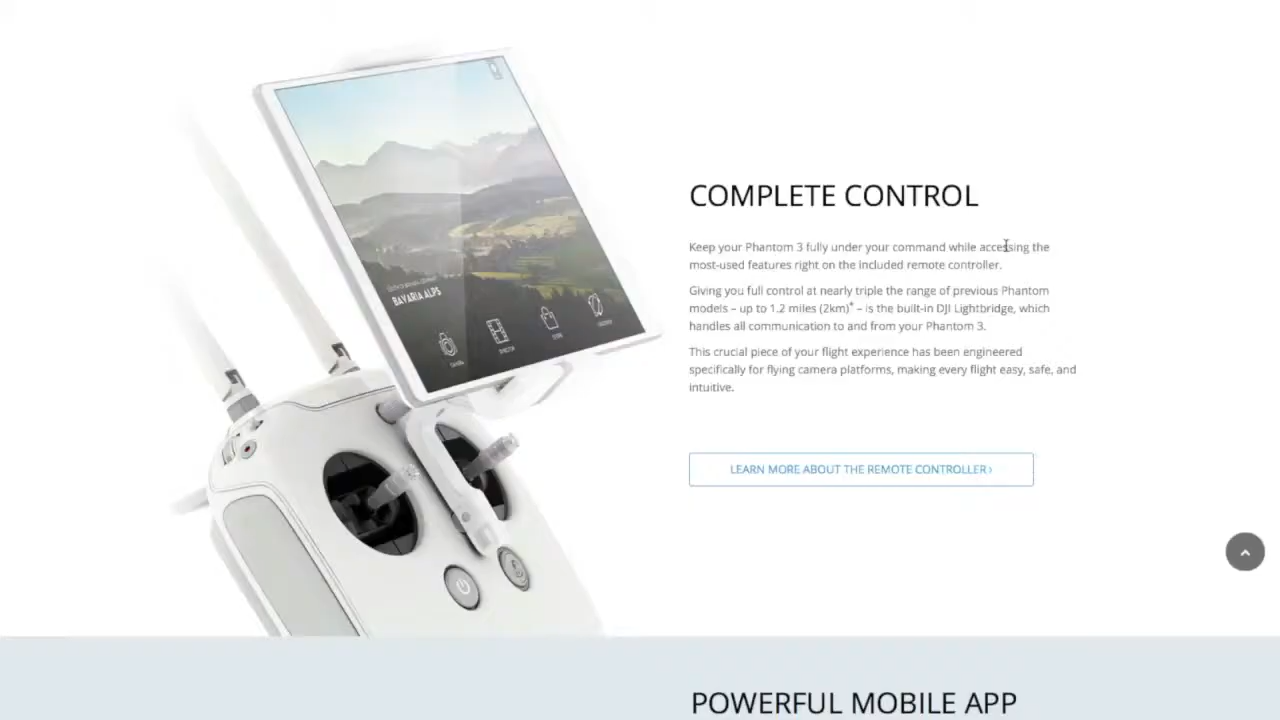 COMPLETE CONTROL
Keep your Phantom 3 fully under your command while accessing the
most-used features right on the included remote controller.
Giving you full control at nearly triple the range of previous Phantom
models – up to 1.2 miles (2km)* – is the built-in DJI Lightbridge, which
handles all communication to and from your Phantom 3.
This crucial piece of your flight experience has been engineered
specifically for flying camera platforms, making every flight easy, safe, and
intuitive.
BAVARIA ALPS
CAMERA
DIRECTOR
STORE
LEARN MORE ABOUT THE REMOTE CONTROLLER ›
POWERFUL MOBILE APP